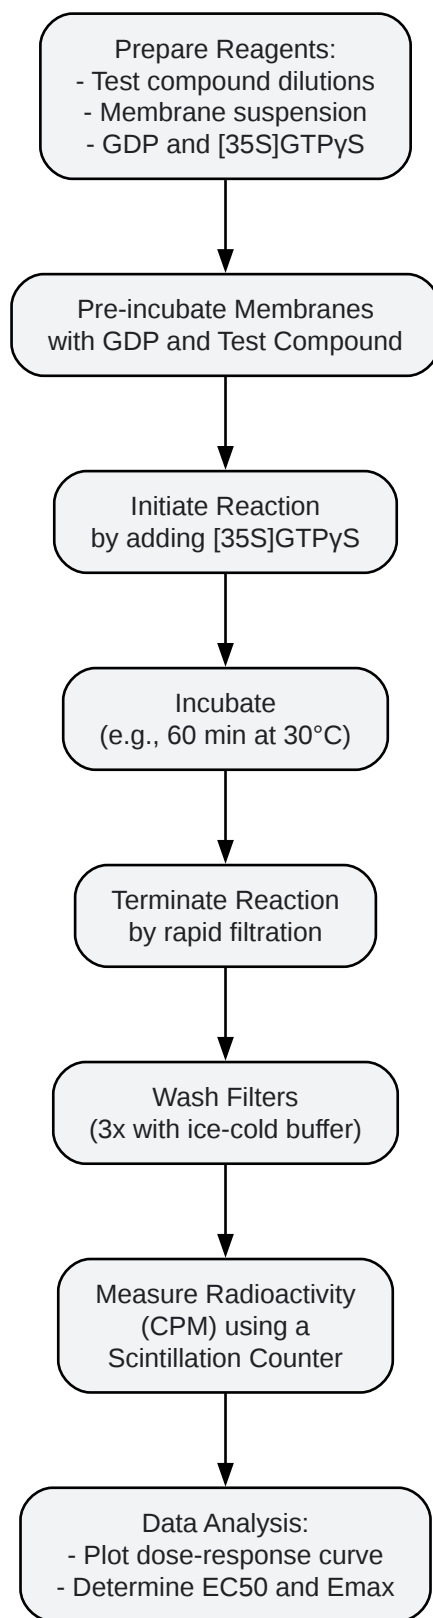 Prepare Reagents:
- Test compound dilutions
- Membrane suspension
- GDP and [35S]GTPγS
Pre-incubate Membranes
with GDP and Test Compound
Initiate Reaction
by adding [35S]GTPγS
Incubate
(e.g., 60 min at 30°C)
Terminate Reaction
by rapid filtration
Wash Filters
(3x with ice-cold buffer)
Measure Radioactivity
(CPM) using a
Scintillation Counter
Data Analysis:
- Plot dose-response curve
- Determine EC50 and Emax